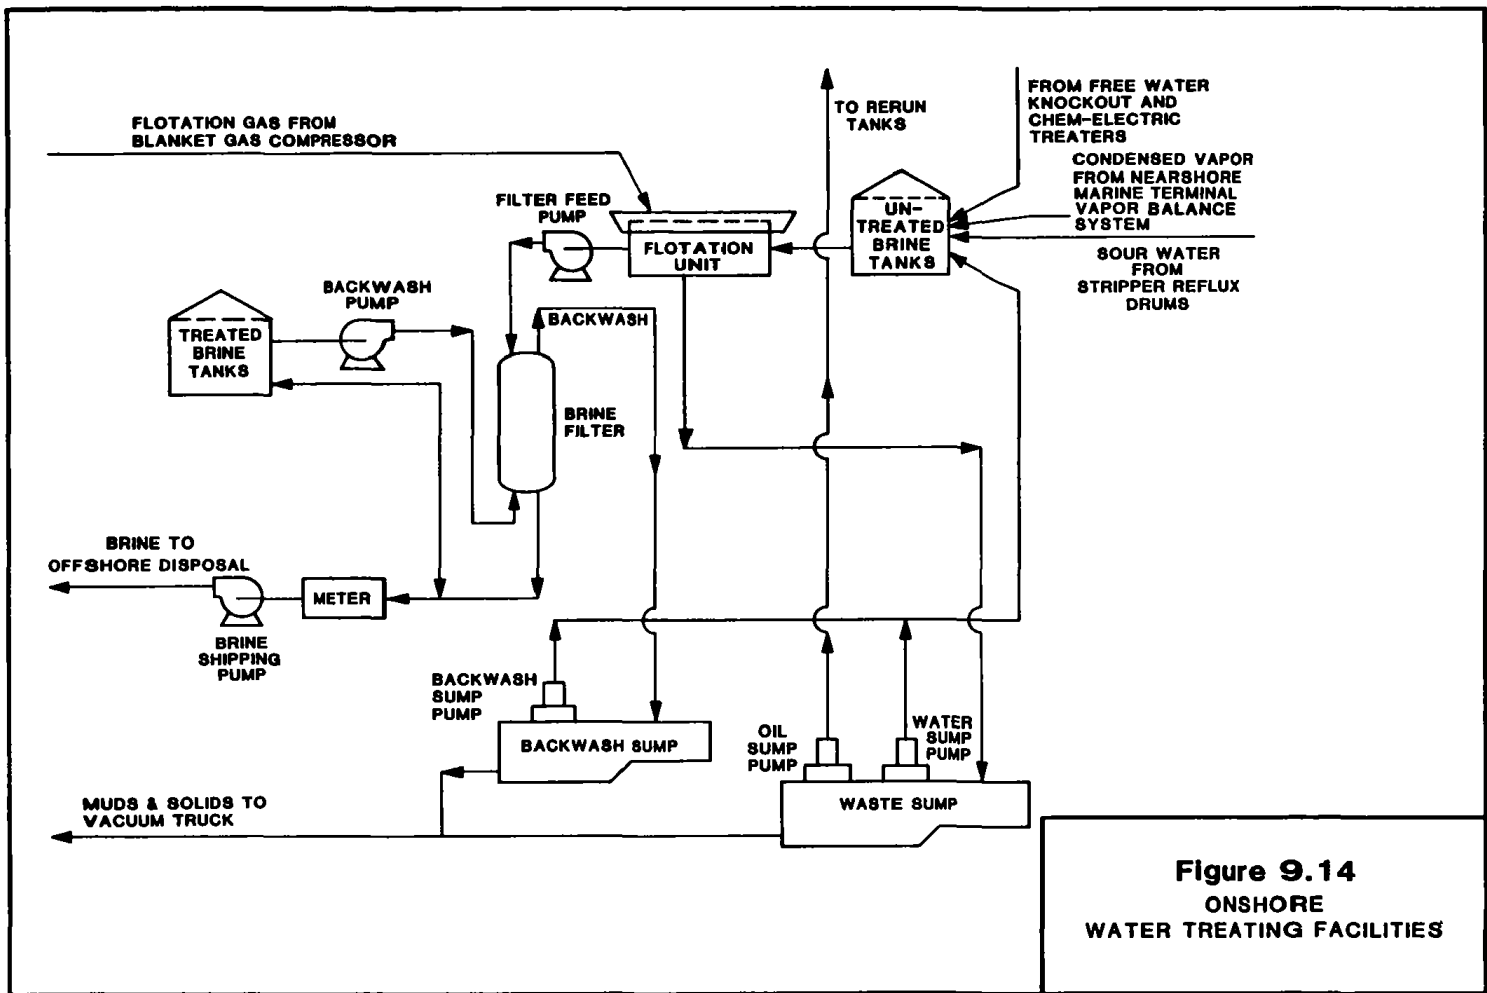 FLOTATION GAS FROM
BLANKET GAS COMPRESSOR
TO RERUN
TANKS
FROM FREE WATER
KNOCKOUT AND
CHEM-ELECTRIC
TREATERS
CONDENSED VAPOR
FROM NEARSHORE
MARINE TERMINAL
VAPOR BALANCE
SYSTEM
SOUR WATER
FROM
STRIPPER REFLUX
DRUMS
UN-
TREATED
BRINE
TANKS
FILTER FEED
PUMP
FLOTATION
UNIT
BACKWASH
PUMP
BACKWASH
TREATED
BRINE
TANKS
BRINE
FILTER
BRINE TO
OFFSHORE DISPOSAL
METER
BRINE
SHIPPING
PUMP
BACKWASH
SUMP
PUMP
BACKWASH SUMP
OIL
SUMP
PUMP
WATER
SUMP
PUMP
WASTE SUMP
MUDS & SOLIDS TO
VACUUM TRUCK
Figure 9.14
ONSHORE
WATER TREATING FACILITIES